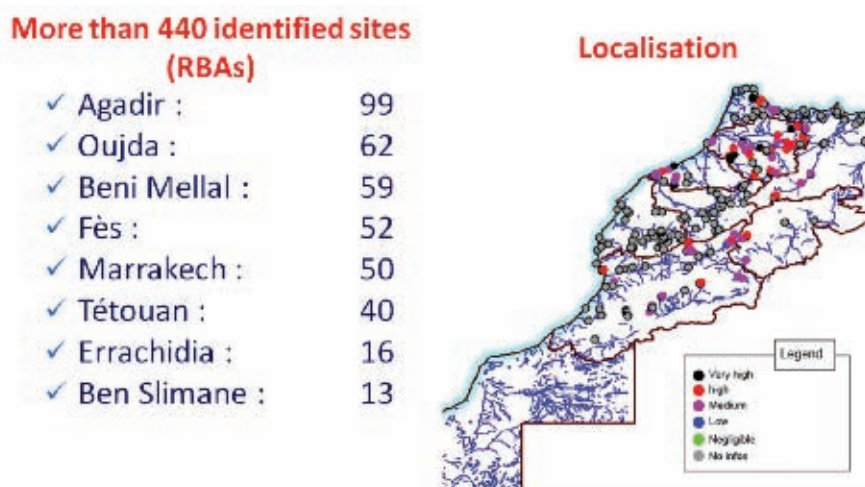 More than 440 identified sites
(RBAs)
✓ Agadir : 99
✓ Oujda : 62
✓ Beni Mellal : 59
✓ Fès : 52
✓ Marrakech : 50
✓ Tétouan : 40
✓ Errachidia : 16
✓ Ben Slimane : 13
Localisation
Legend
Very high
high
Medium
Low
Negligible
No infos